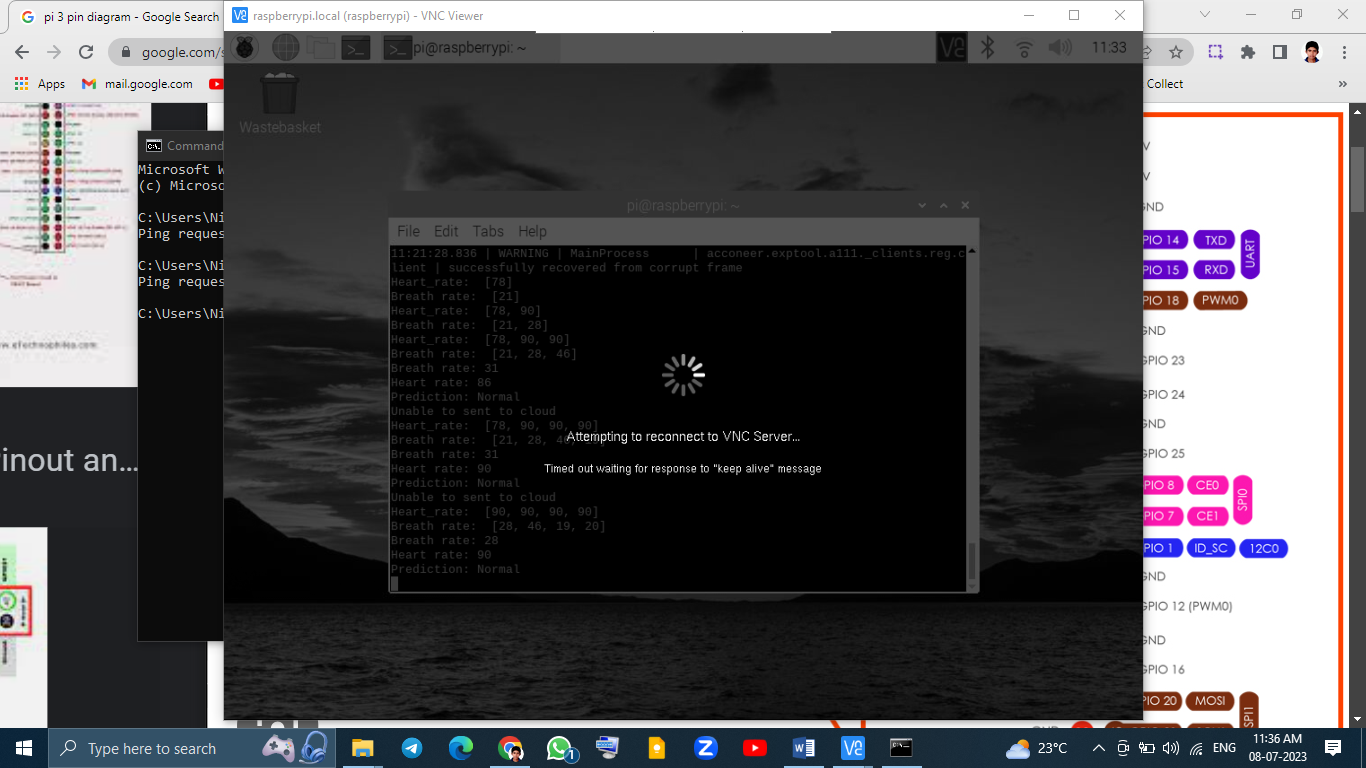 pi 3 pin diagram - Google Search
raspberrypi.local (raspberrypi) - VNC Viewer
google.com/s
Apps
mail.google.com
Collect
pi@raspberrypi: ~
11:33
Wastebasket
Command
Microsoft W
(c) Microso
C:\Users\Ni
Ping reques
C:\Users\Ni
Ping reques
C:\Users\Ni
pi@raspberrypi: ~
File Edit Tabs Help
11:21:28.836 | WARNING | MainProcess | acconeer.exptool.a111._clients.reg.c
lient | successfully recovered from corrupt frame
Heart_rate: [78]
Breath rate: [21]
Heart_rate: [78, 90]
Breath rate: [21, 28]
Heart_rate: [78, 90, 90]
Breath rate: [21, 28, 46]
Breath rate: 31
Heart rate: 86
Prediction: Normal
Unable to sent to cloud
Heart_rate: [78, 90, 90, 90]
Breath rate: [21, 28, 46,
Breath rate: 31
Heart rate: 90
Prediction: Normal
Unable to sent to cloud
Heart_rate: [90, 90, 90, 90]
Breath rate: [28, 46, 19, 20]
Breath rate: 28
Heart rate: 90
Prediction: Normal
Attempting to reconnect to VNC Server...
Timed out waiting for response to "keep alive" message
inout an...
w.etechnophiles.com
V
V
GND
PIO 14 TXD
UART
PIO 15 RXD
PIO 18 PWM0
GND
GPIO 23
GPIO 24
GND
GPIO 25
PIO 8 CE0
SPI0
PIO 7 CE1
PIO 1 ID_SC 12C0
GND
GPIO 12 (PWM0)
GND
GPIO 16
PIO 20 MOSI
SPI1
Type here to search
1
23°C
ENG
11:36 AM
08-07-2023